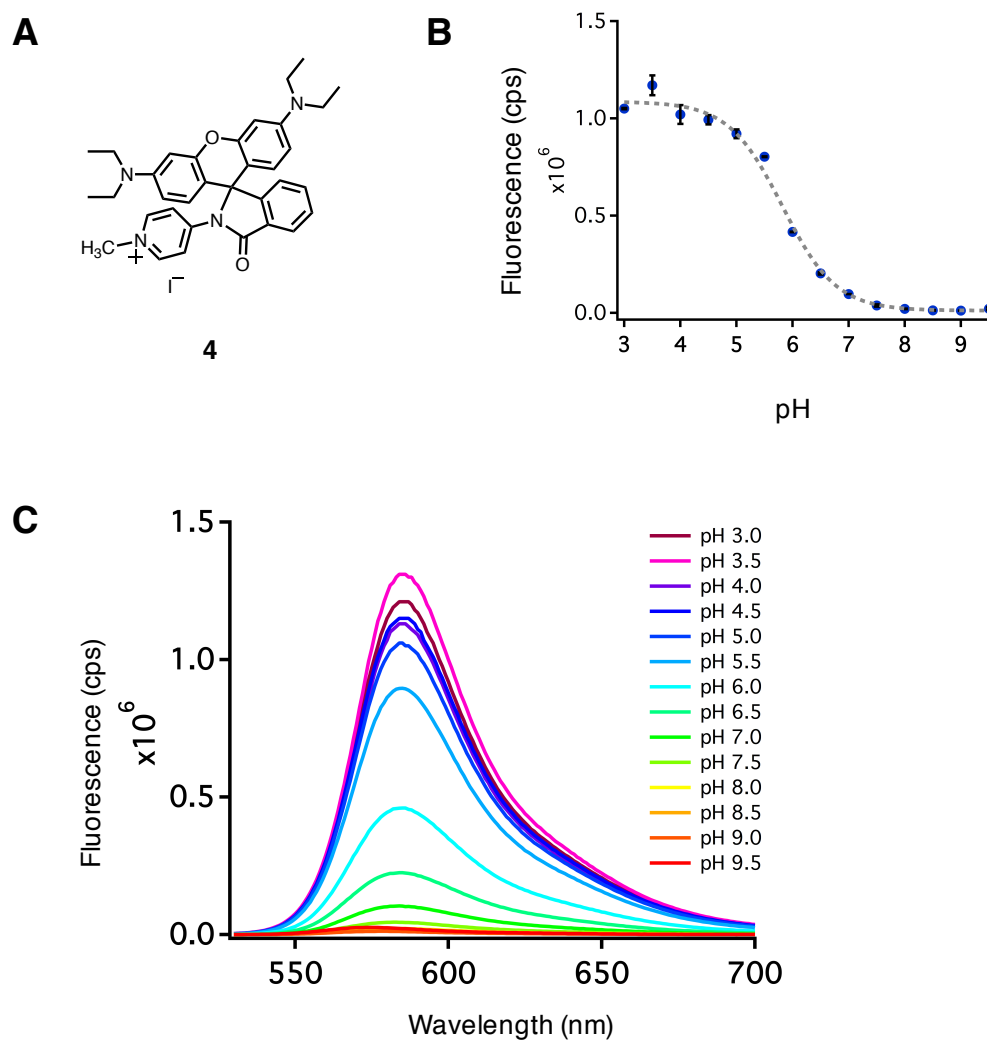 A
N
O
N
N
N
H3C
+
O
I–
4
B
Fluorescence (cps)
x10^6
1.5
1.0
0.5
0.0
3 4 5 6 7 8 9
pH
C
Fluorescence (cps)
x10^6
1.5
1.0
0.5
0.0
550 600 650 700
Wavelength (nm)
pH 3.0
pH 3.5
pH 4.0
pH 4.5
pH 5.0
pH 5.5
pH 6.0
pH 6.5
pH 7.0
pH 7.5
pH 8.0
pH 8.5
pH 9.0
pH 9.5